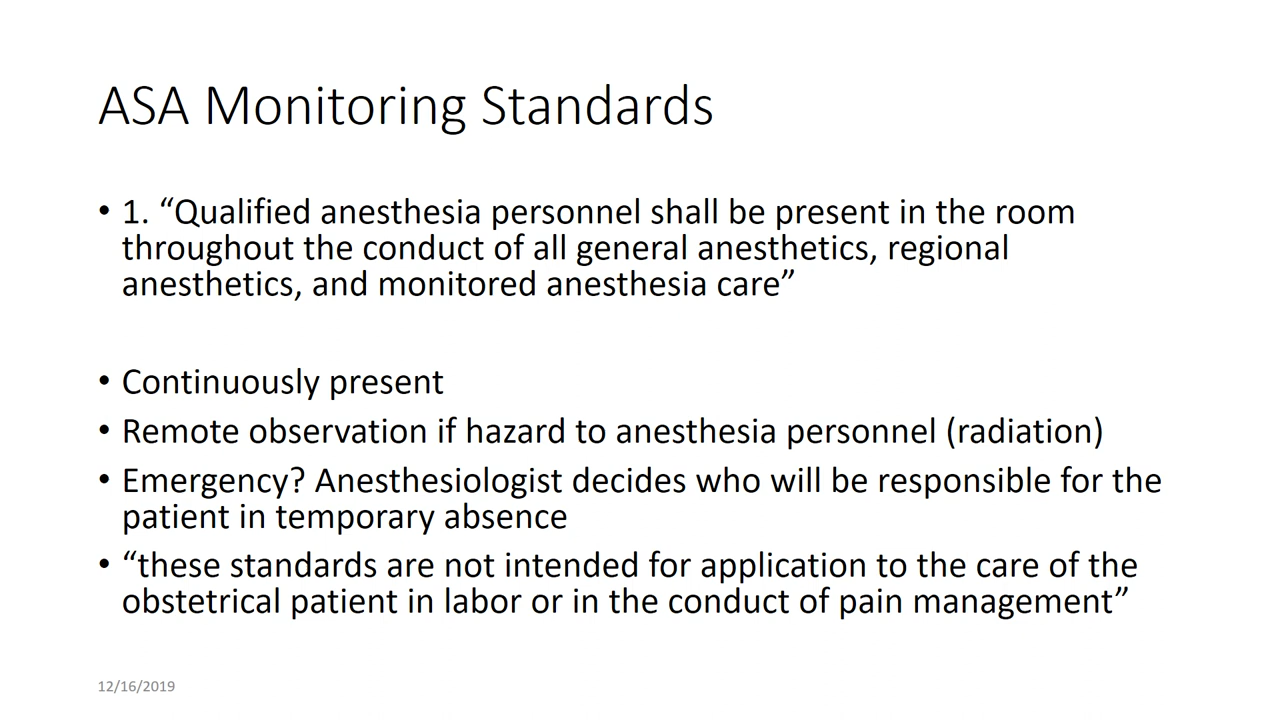 ASA Monitoring Standards
• 1. “Qualified anesthesia personnel shall be present in the room
throughout the conduct of all general anesthetics, regional
anesthetics, and monitored anesthesia care”
• Continuously present
• Remote observation if hazard to anesthesia personnel (radiation)
• Emergency? Anesthesiologist decides who will be responsible for the
patient in temporary absence
• “these standards are not intended for application to the care of the
obstetrical patient in labor or in the conduct of pain management”
12/16/2019